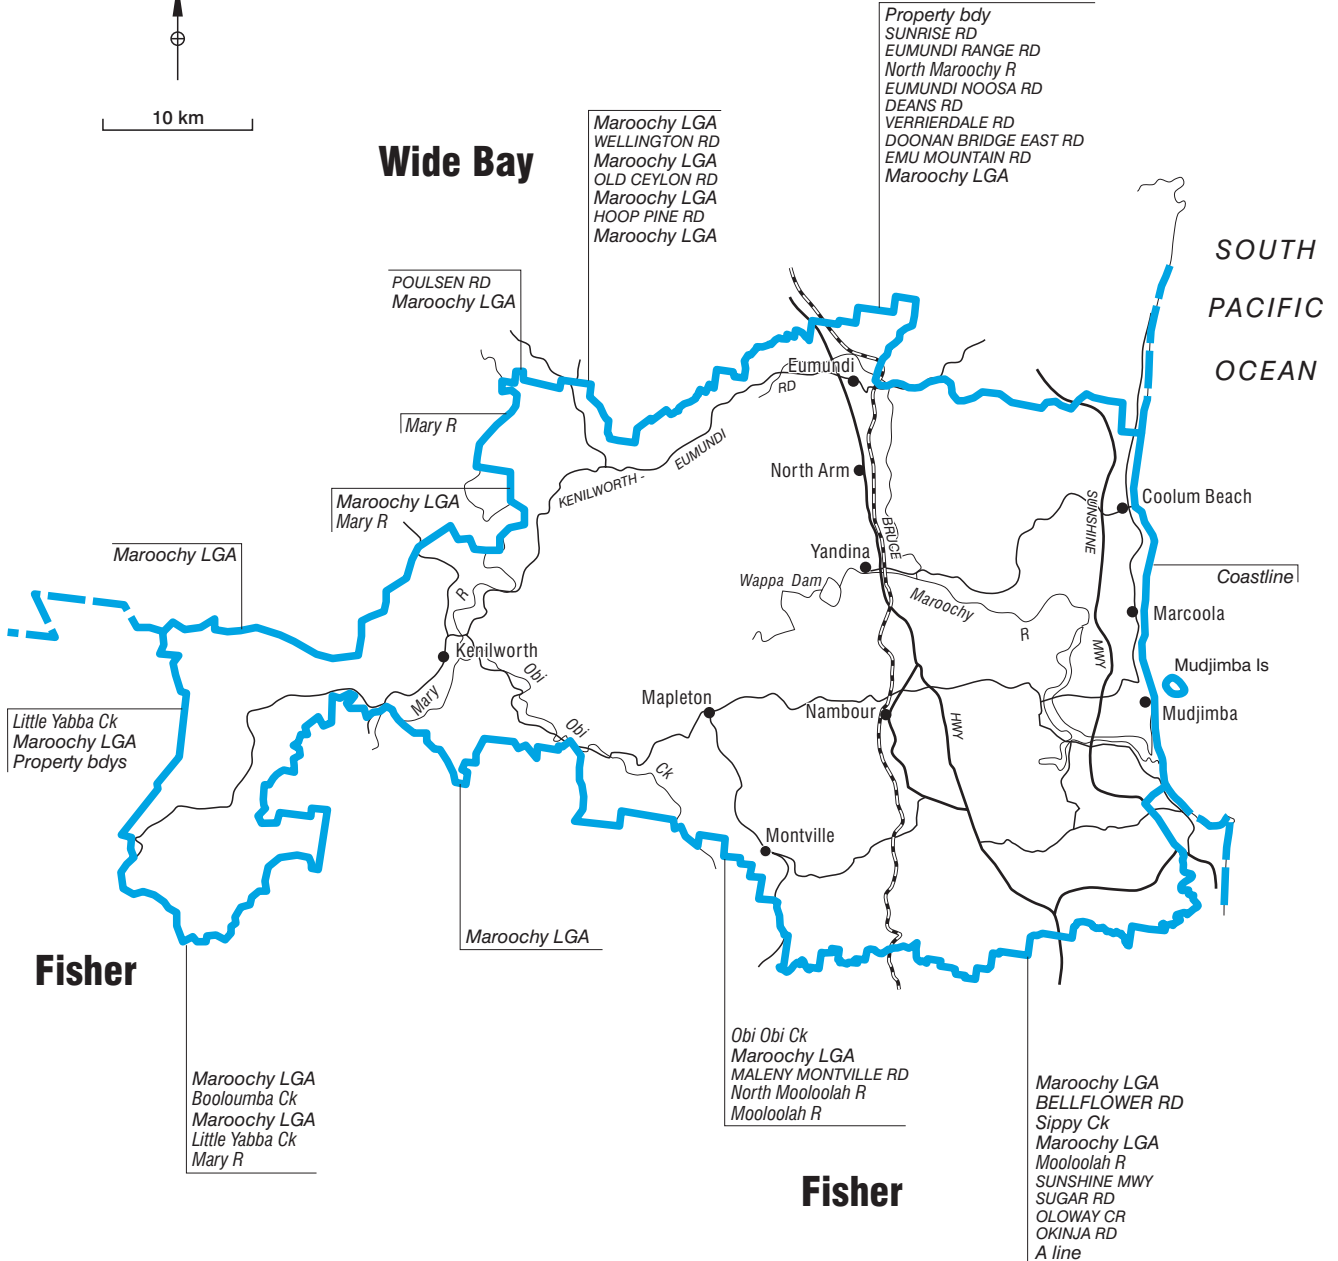 10 km
Wide Bay
Property bdy
SUNRISE RD
EUMUNDI RANGE RD
North Maroochy R
EUMUNDI NOOSA RD
DEANS RD
VERRIERDALE RD
DOONAN BRIDGE EAST RD
EMU MOUNTAIN RD
Maroochy LGA
Maroochy LGA
WELLINGTON RD
Maroochy LGA
OLD CEYLON RD
Maroochy LGA
HOOP PINE RD
Maroochy LGA
SOUTH
PACIFIC
OCEAN
POULSEN RD
Maroochy LGA
Eumundi
RD
Mary R
EUMUNDI
KENILWORTH -
North Arm
Maroochy LGA
Mary R
SUNSHINE
Coolum Beach
BRUCE
Maroochy LGA
Yandina
Wappa Dam
Maroochy
R
Coastline
R
Marcoola
Kenilworth
MWY
Mudjimba Is
Obi
Mary
Mapleton
Nambour
Mudjimba
Little Yabba Ck
Maroochy LGA
Property bdys
Obi
HWY
Ck
Montville
Maroochy LGA
Fisher
Maroochy LGA
Booloumba Ck
Maroochy LGA
Little Yabba Ck
Mary R
Obi Obi Ck
Maroochy LGA
MALENY MONTVILLE RD
North Mooloolah R
Mooloolah R
Fisher
Maroochy LGA
BELLFLOWER RD
Sippy Ck
Maroochy LGA
Mooloolah R
SUNSHINE MWY
SUGAR RD
OLOWAY CR
OKINJA RD
A line